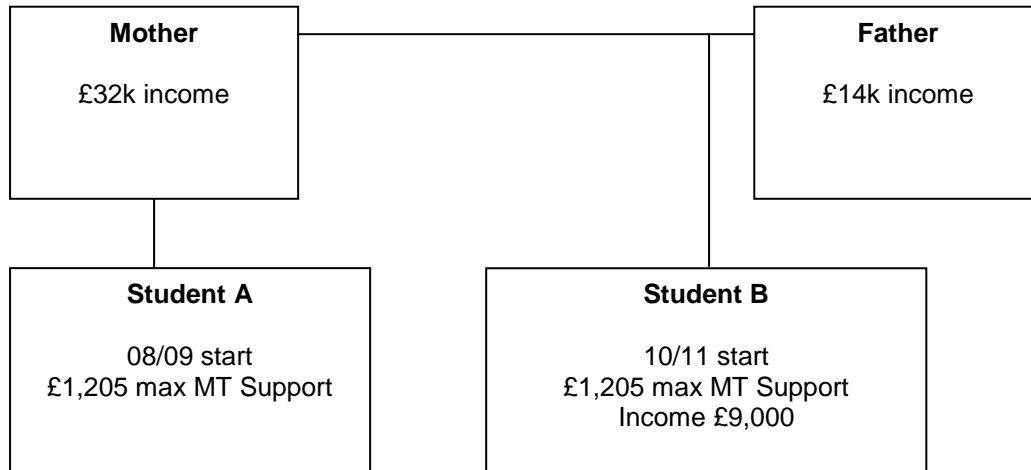 Mother
£32k income
Father
£14k income
Student A
08/09 start
£1,205 max MT Support
Student B
10/11 start
£1,205 max MT Support
Income £9,000